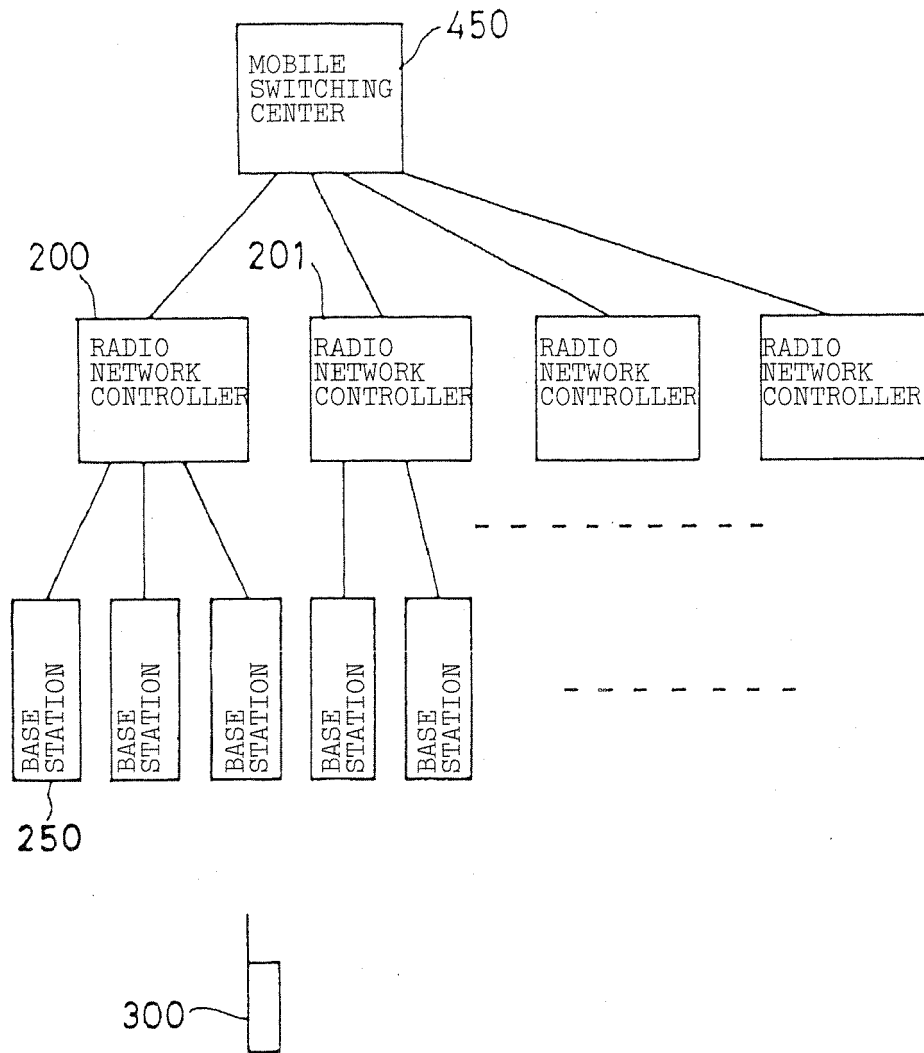 450
MOBILE
SWITCHING
CENTER
200
201
RADIO
NETWORK
CONTROLLER
RADIO
NETWORK
CONTROLLER
RADIO
NETWORK
CONTROLLER
RADIO
NETWORK
CONTROLLER
BASE
STATION
BASE
STATION
BASE
STATION
BASE
STATION
BASE
STATION
250
300